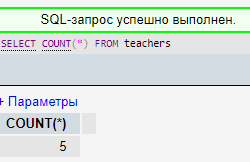 SQL-запрос успешно выполнен.
SELECT COUNT(*) FROM teachers
+ Параметры
COUNT(*)
5